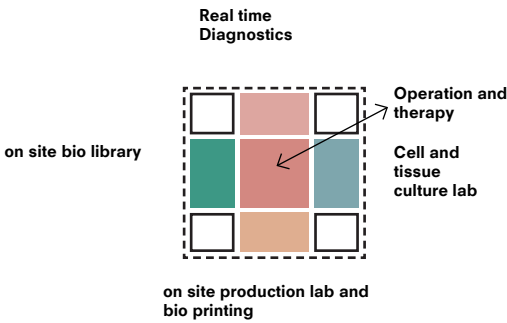 Real time
Diagnostics
Operation and
therapy
on site bio library
Cell and
tissue
culture lab
on site production lab and
bio printing